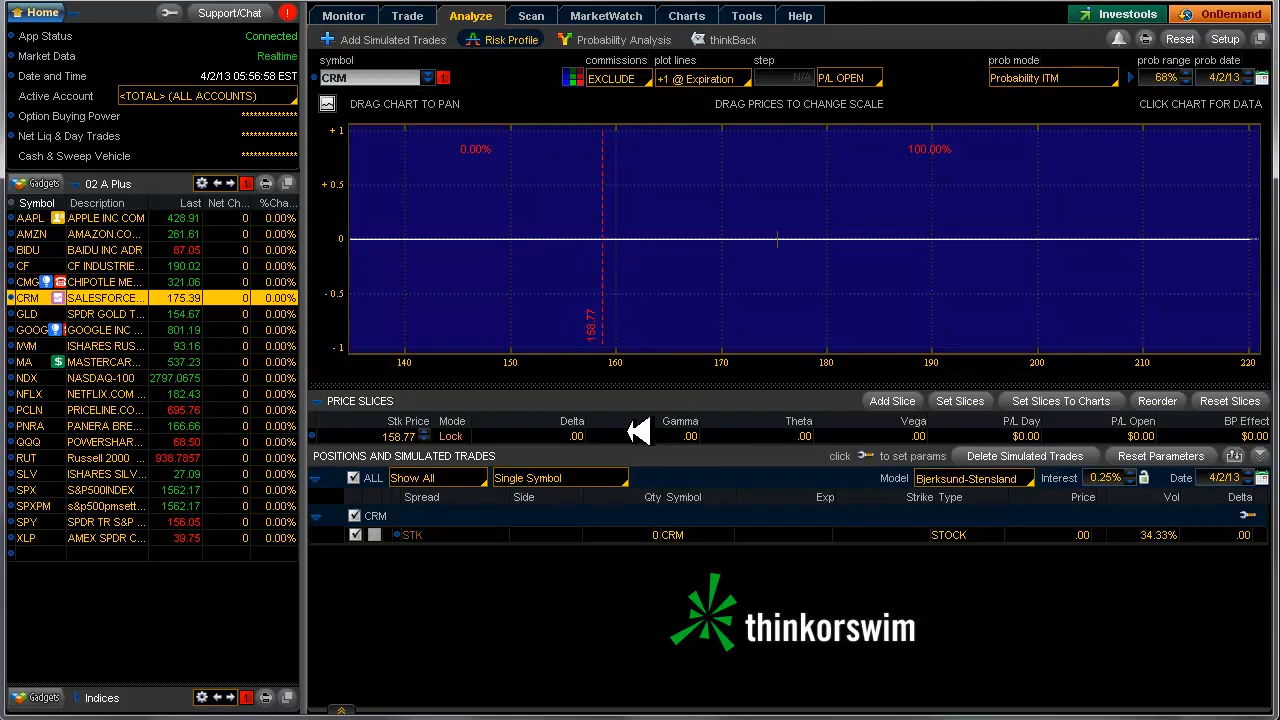 Home
Support/Chat
!
App Status Connected
Market Data Realtime
Date and Time 4/2/13 05:56:58 EST
Active Account <TOTAL> (ALL ACCOUNTS)
Option Buying Power *************
Net Liq & Day Trades *************
Cash & Sweep Vehicle *************
Gadgets 02 A Plus 1
Symbol Description Last Net Ch... %Cha...
AAPL APPLE INC COM 428.91 0 0.00%
AMZN AMAZON.CO... 261.61 0 0.00%
BIDU BAIDU INC ADR 87.05 0 0.00%
CF CF INDUSTRIE... 190.02 0 0.00%
CMG CHIPOTLE ME... 321.06 0 0.00%
CRM SALESFORCE... 175.39 0 0.00%
GLD SPDR GOLD T... 154.67 0 0.00%
GOOG GOOGLE INC ... 801.19 0 0.00%
IWM ISHARES RUS... 93.16 0 0.00%
MA $ MASTERCAR... 537.23 0 0.00%
NDX NASDAQ-100 2797.0675 0 0.00%
NFLX NETFLIX.COM ... 182.43 0 0.00%
PCLN PRICELINE.CO... 695.76 0 0.00%
PNRA PANERA BRE... 166.66 0 0.00%
QQQ POWERSHAR... 68.50 0 0.00%
RUT Russell 2000 ... 938.7857 0 0.00%
SLV ISHARES SILV... 27.09 0 0.00%
SPX S&P500INDEX 1562.17 0 0.00%
SPXPM s&p500pmsett... 1562.17 0 0.00%
SPY SPDR TR S&P ... 156.05 0 0.00%
XLP AMEX SPDR C... 39.75 0 0.00%
Gadgets Indices 1
Monitor Trade Analyze Scan MarketWatch Charts Tools Help Investools OnDemand
Add Simulated Trades Risk Profile Probability Analysis thinkBack Reset Setup
symbol commissions plot lines step prob mode prob range prob date
CRM 1 EXCLUDE +1 @ Expiration N/A P/L OPEN Probability ITM 68% 4/2/13
DRAG CHART TO PAN DRAG PRICES TO CHANGE SCALE CLICK CHART FOR DATA
+ 1
0.00% 100.00%
+ 0.5
0
- 0.5
158.77
- 1
140 150 160 170 180 190 200 210 220
PRICE SLICES Add Slice Set Slices Set Slices To Charts Reorder Reset Slices
Stk Price Mode Delta Gamma Theta Vega P/L Day P/L Open BP Effect
158.77 Lock .00 .00 .00 .00 $0.00 $0.00 $0.00
POSITIONS AND SIMULATED TRADES click to set params Delete Simulated Trades Reset Parameters
ALL Show All Single Symbol Model Bjerksund-Stensland Interest 0.25% Date 4/2/13
Spread Side Qty Symbol Exp Strike Type Price Vol Delta
CRM
STK 0 CRM STOCK .00 34.33% .00
thinkorswim